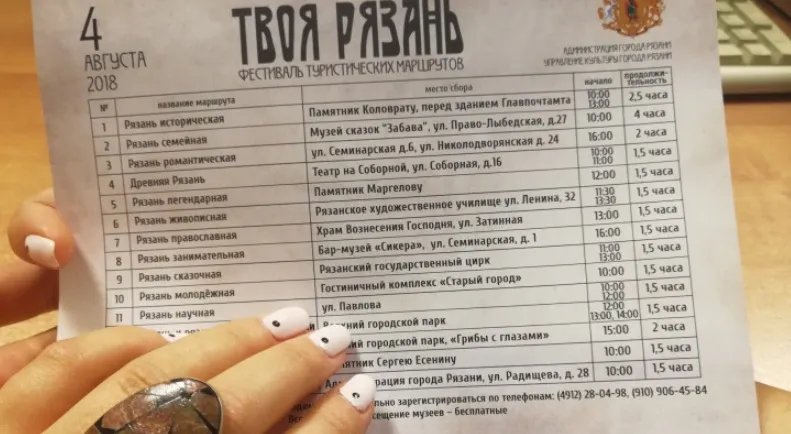 4
АВГУСТА
2018
ТВОЯ РЯЗАНЬ
ФЕСТИВАЛЬ ТУРИСТИЧЕСКИХ МАРШРУТОВ
АДМИНИСТРАЦИЯ ГОРОДА РЯЗАНИ
УПРАВЛЕНИЕ КУЛЬТУРЫ ГОРОДА РЯЗАНИ
№ название маршрута место сбора начало продолжи-
тельность
1 Рязань историческая Памятник Коловрату, перед зданием Главпочтамта 10:00 13:00 2,5 часа
2 Рязань семейная Музей сказок "Забава", ул. Право-Лыбедская, д.27 10:00 4 часа
3 Рязань романтическая ул. Семинарская д.6, ул. Николодворянская д. 24 16:00 2 часа
4 Древняя Рязань Театр на Соборной, ул. Соборная, д.16 10:00 11:00 1,5 часа
5 Рязань легендарная Памятник Маргелову 12:00 1,5 часа
6 Рязань живописная Рязанское художественное училище ул. Ленина, 32 11:30 13:30 1,5 часа
7 Рязань православная Храм Вознесения Господня, ул. Затинная 13:00 1,5 часа
8 Рязань занимательная Бар-музей «Сикера», ул. Семинарская, д. 1 16:00 1,5 часа
9 Рязань сказочная Рязанский государственный цирк 11:00 13:00 1,5 часа
10 Рязань молодёжная Гостиничный комплекс «Старый город» 10:00 1,5 часа
11 Рязань научная ул. Павлова 10:00 12:00 1,5 часа
городской парк 12:00 13:00, 14:00 1,5 часа
городской парк, «Грибы с глазами» 15:00 2 часа
Сергею Есенину 10:00 1,5 часа
города Рязани, ул. Радищева, д. 28 10:00 1,5 часа
зарегистрироваться по телефонам: (4912) 28-04-98, (910) 906-45-84
музеев – бесплатные